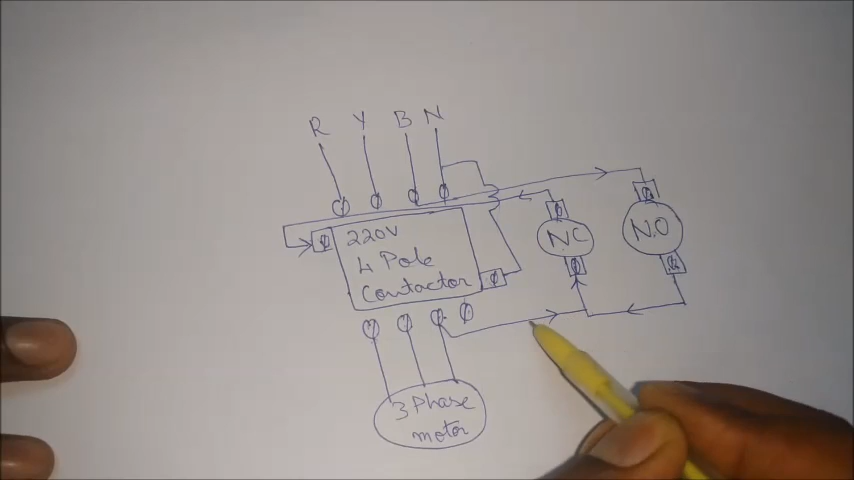 R Y B N
220V
4 Pole
Contactor
NC
N.O
3 Phase
motor